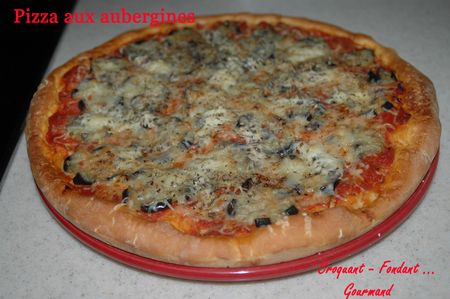 Pizza aux aubergines
Croquant - Fondant ...
Gourmand